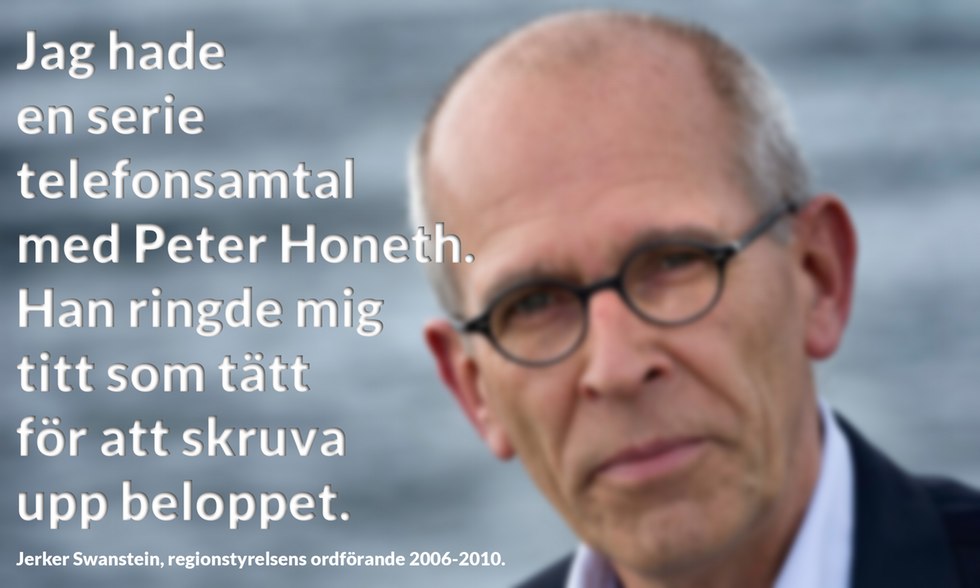 Jag hade
en serie
telefonsamtal
med Peter Honeth.
Han ringde mig
titt som tätt
för att skruva
upp beloppet.
Jerker Swanstein, regionstyrelsens ordförande 2006-2010.